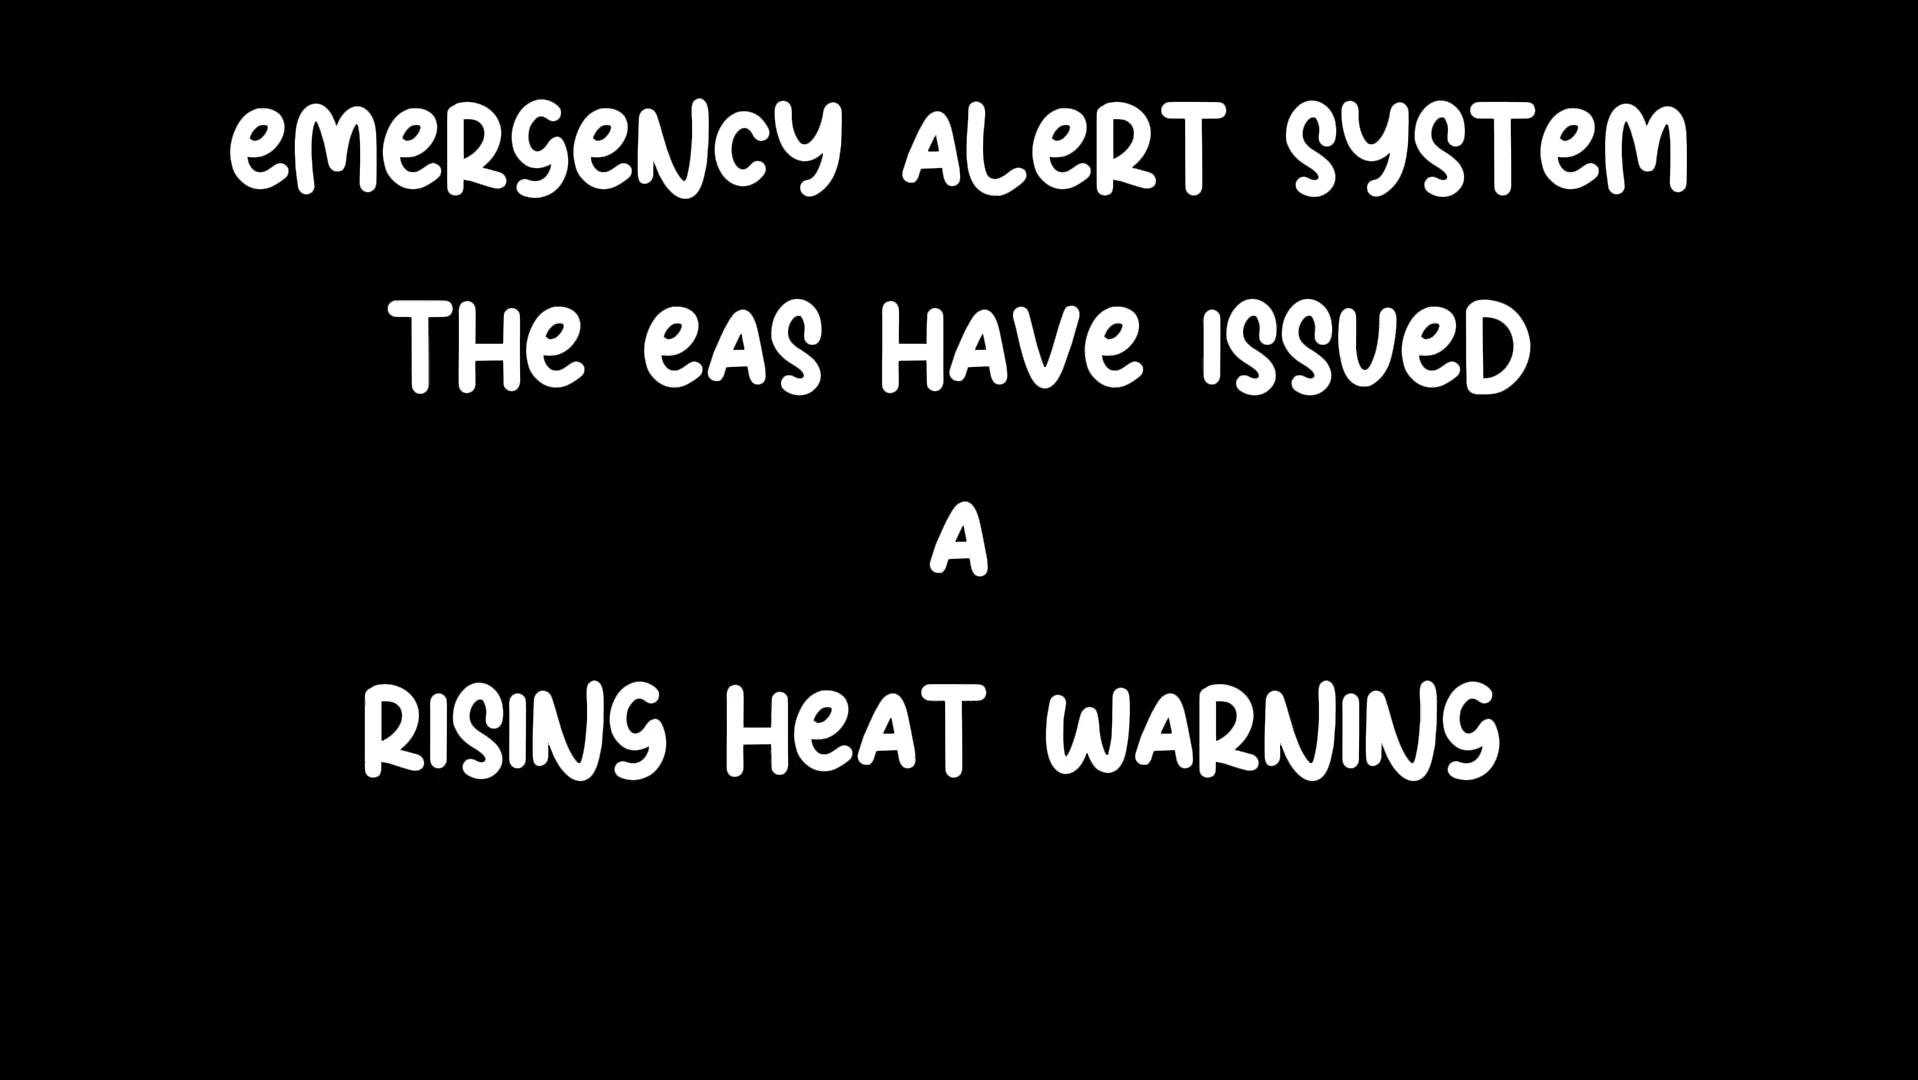 EMERGENCY ALERT SYSTEM
THE EAS HAVE ISSUED
A
RISING HEAT WARNING